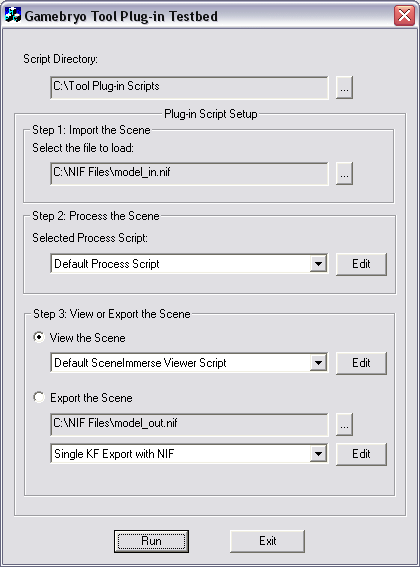 Gamebryo Tool Plug-in Testbed
Script Directory:
C:\Tool Plug-in Scripts
...
Plug-in Script Setup
Step 1: Import the Scene
Select the file to load:
C:\NIF Files\model_in.nif
...
Step 2: Process the Scene
Selected Process Script:
Default Process Script
Edit
Step 3: View or Export the Scene
View the Scene
Default SceneImmerse Viewer Script
Edit
Export the Scene
C:\NIF Files\model_out.nif
...
Single KF Export with NIF
Edit
Run
Exit